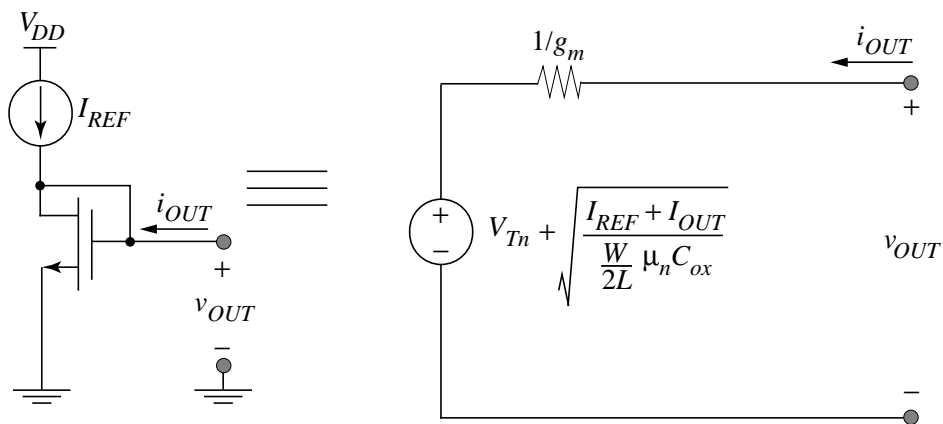 V_DD
I_REF
i_OUT
+
v_OUT
−
1/g_m
i_OUT
+
+
−
V_Tn + √((I_REF + I_OUT) / ((W/2L) μ_n C_ox))
v_OUT
−